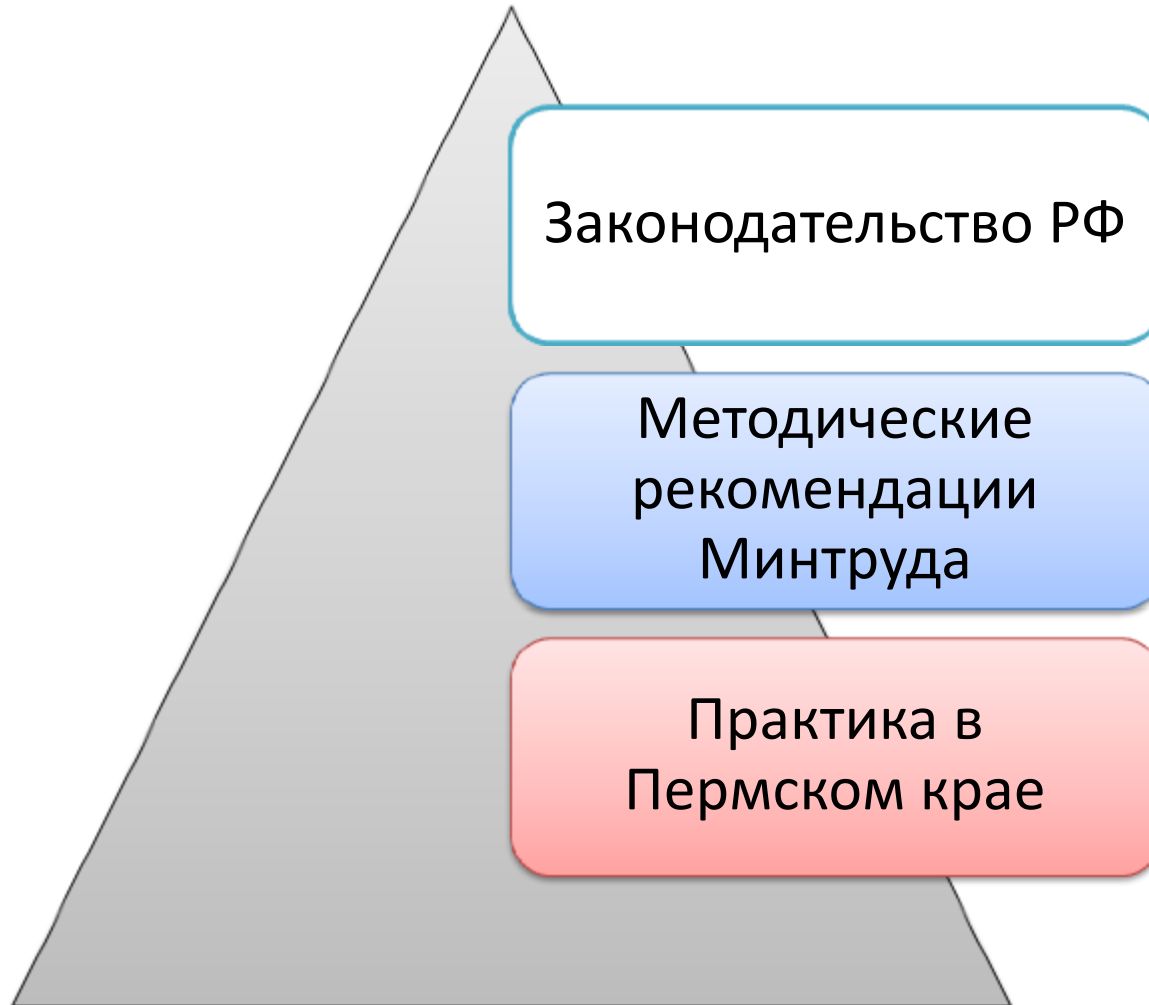 Законодательство РФ
Методические
рекомендации
Минтруда
Практика в
Пермском крае